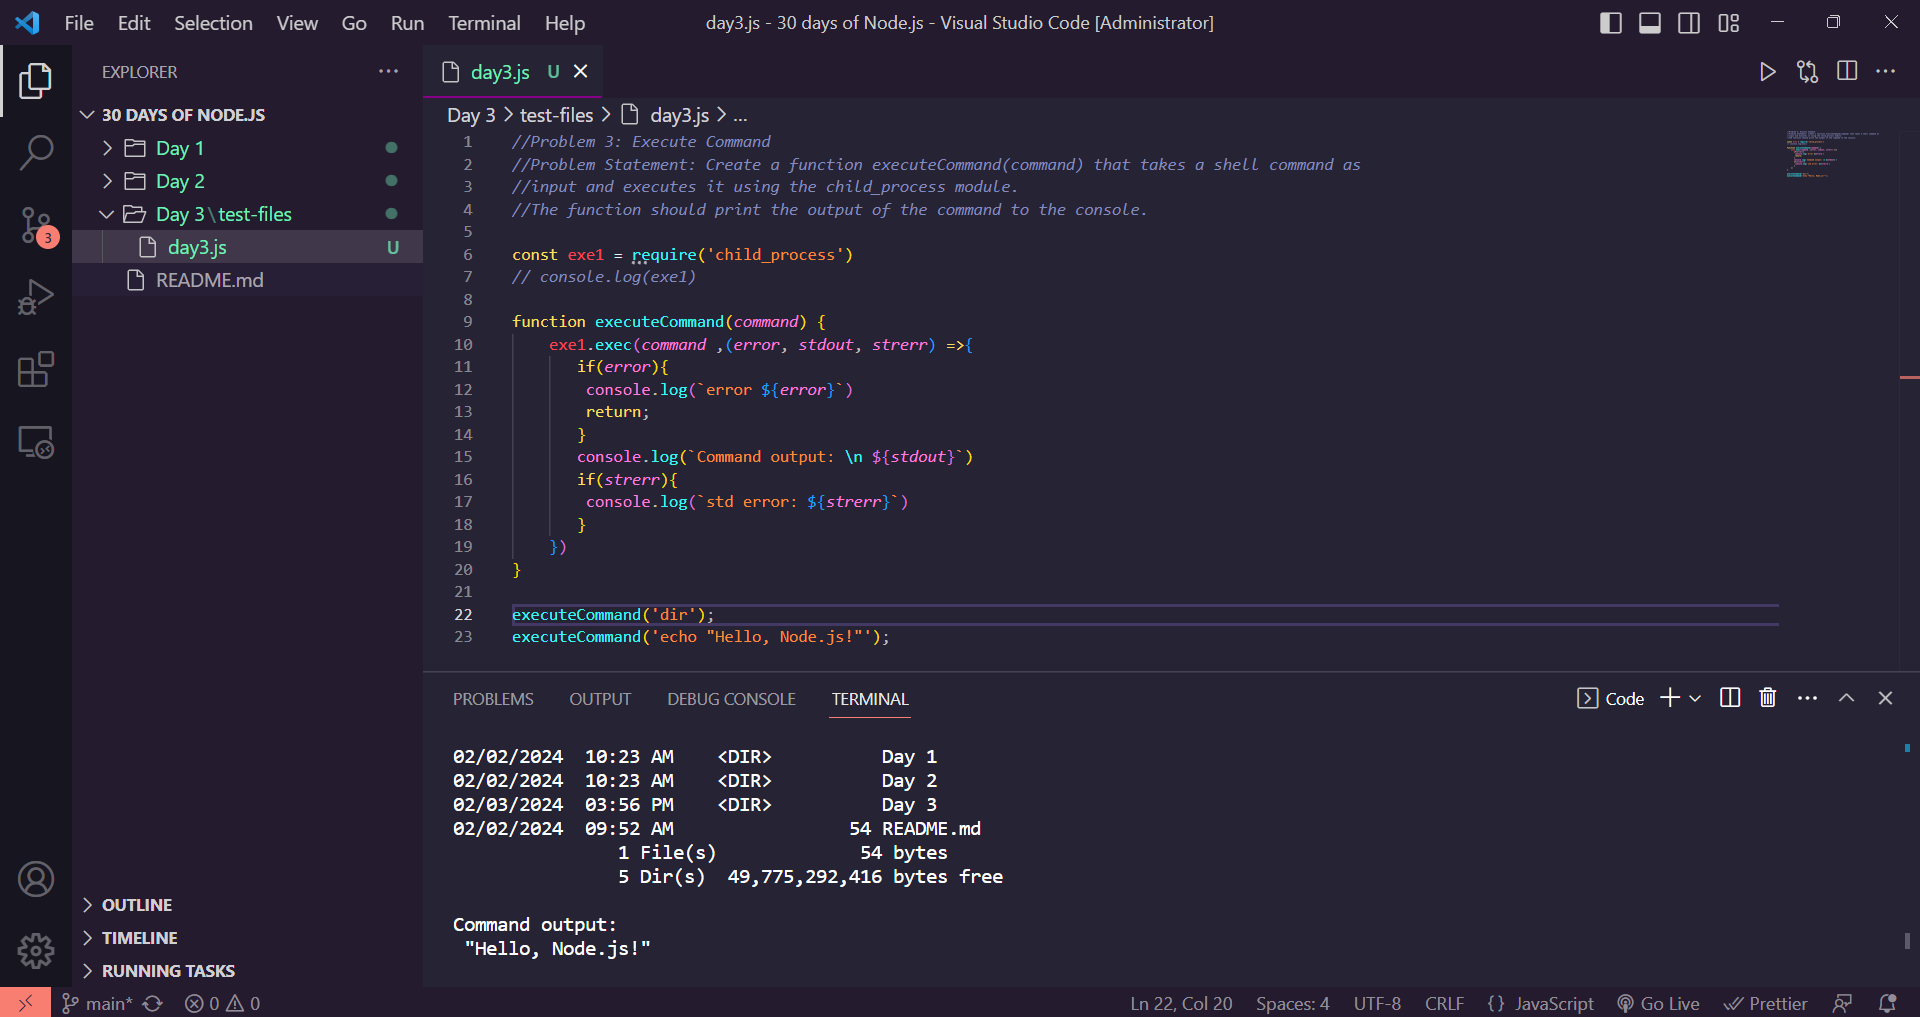 File Edit Selection View Go Run Terminal Help
day3.js - 30 days of Node.js - Visual Studio Code [Administrator]
EXPLORER
30 DAYS OF NODE.JS
Day 1
Day 2
Day 3\test-files
day3.js U
README.md
OUTLINE
TIMELINE
RUNNING TASKS
3
day3.js U
Day 3 > test-files > day3.js > ...
1 //Problem 3: Execute Command
2 //Problem Statement: Create a function executeCommand(command) that takes a shell command as
3 //input and executes it using the child_process module.
4 //The function should print the output of the command to the console.
5
6 const exe1 = require('child_process')
7 // console.log(exe1)
8
9 function executeCommand(command) {
10 exe1.exec(command ,(error, stdout, strerr) =>{
11 if(error){
12 console.log(`error ${error}`)
13 return;
14 }
15 console.log(`Command output: \n ${stdout}`)
16 if(strerr){
17 console.log(`std error: ${strerr}`)
18 }
19 })
20 }
21
22 executeCommand('dir');
23 executeCommand('echo "Hello, Node.js!"');
PROBLEMS OUTPUT DEBUG CONSOLE TERMINAL
Code
02/02/2024 10:23 AM <DIR> Day 1
02/02/2024 10:23 AM <DIR> Day 2
02/03/2024 03:56 PM <DIR> Day 3
02/02/2024 09:52 AM 54 README.md
1 File(s) 54 bytes
5 Dir(s) 49,775,292,416 bytes free
Command output:
"Hello, Node.js!"
main* 0 0
Ln 22, Col 20 Spaces: 4 UTF-8 CRLF {} JavaScript Go Live Prettier